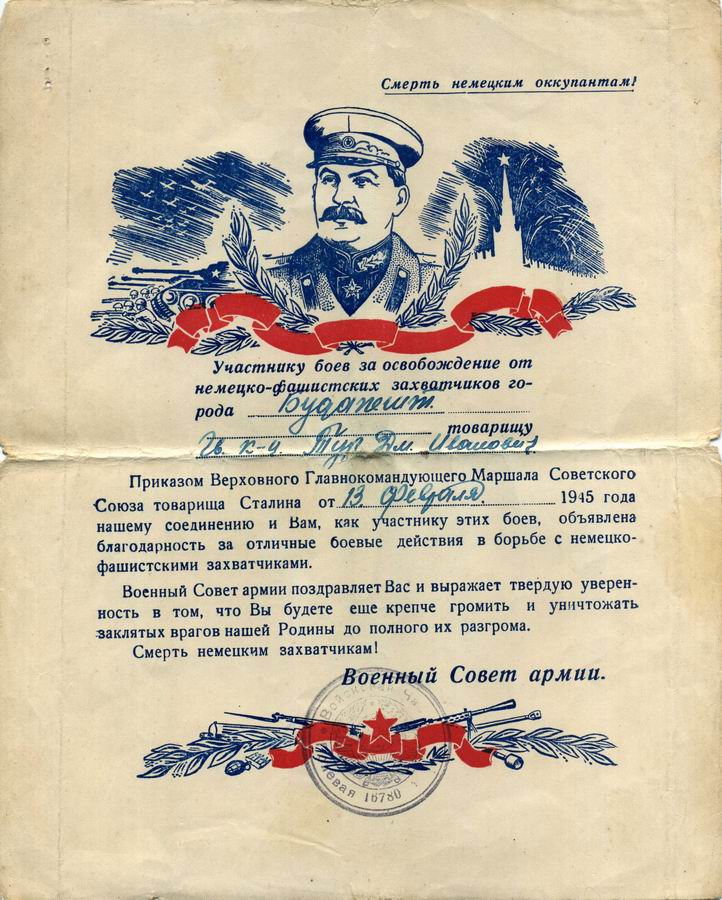 Смерть немецким оккупантам!
Участнику боев за освобождение от
немецко-фашистских захватчиков го-
рода Будапешт.
товарищу
Гв. к-н Дм. Иванович
Приказом Верховного Главнокомандующего Маршала Советского
Союза товарища Сталина от 13 февраля 1945 года
нашему соединению и Вам, как участнику этих боев, объявлена
благодарность за отличные боевые действия в борьбе с немецко-
фашистскими захватчиками.
Военный Совет армии поздравляет Вас и выражает твердую уверен-
ность в том, что Вы будете еще крепче громить и уничтожать
заклятых врагов нашей Родины до полного их разгрома.
Смерть немецким захватчикам!
Военный Совет армии.
16780